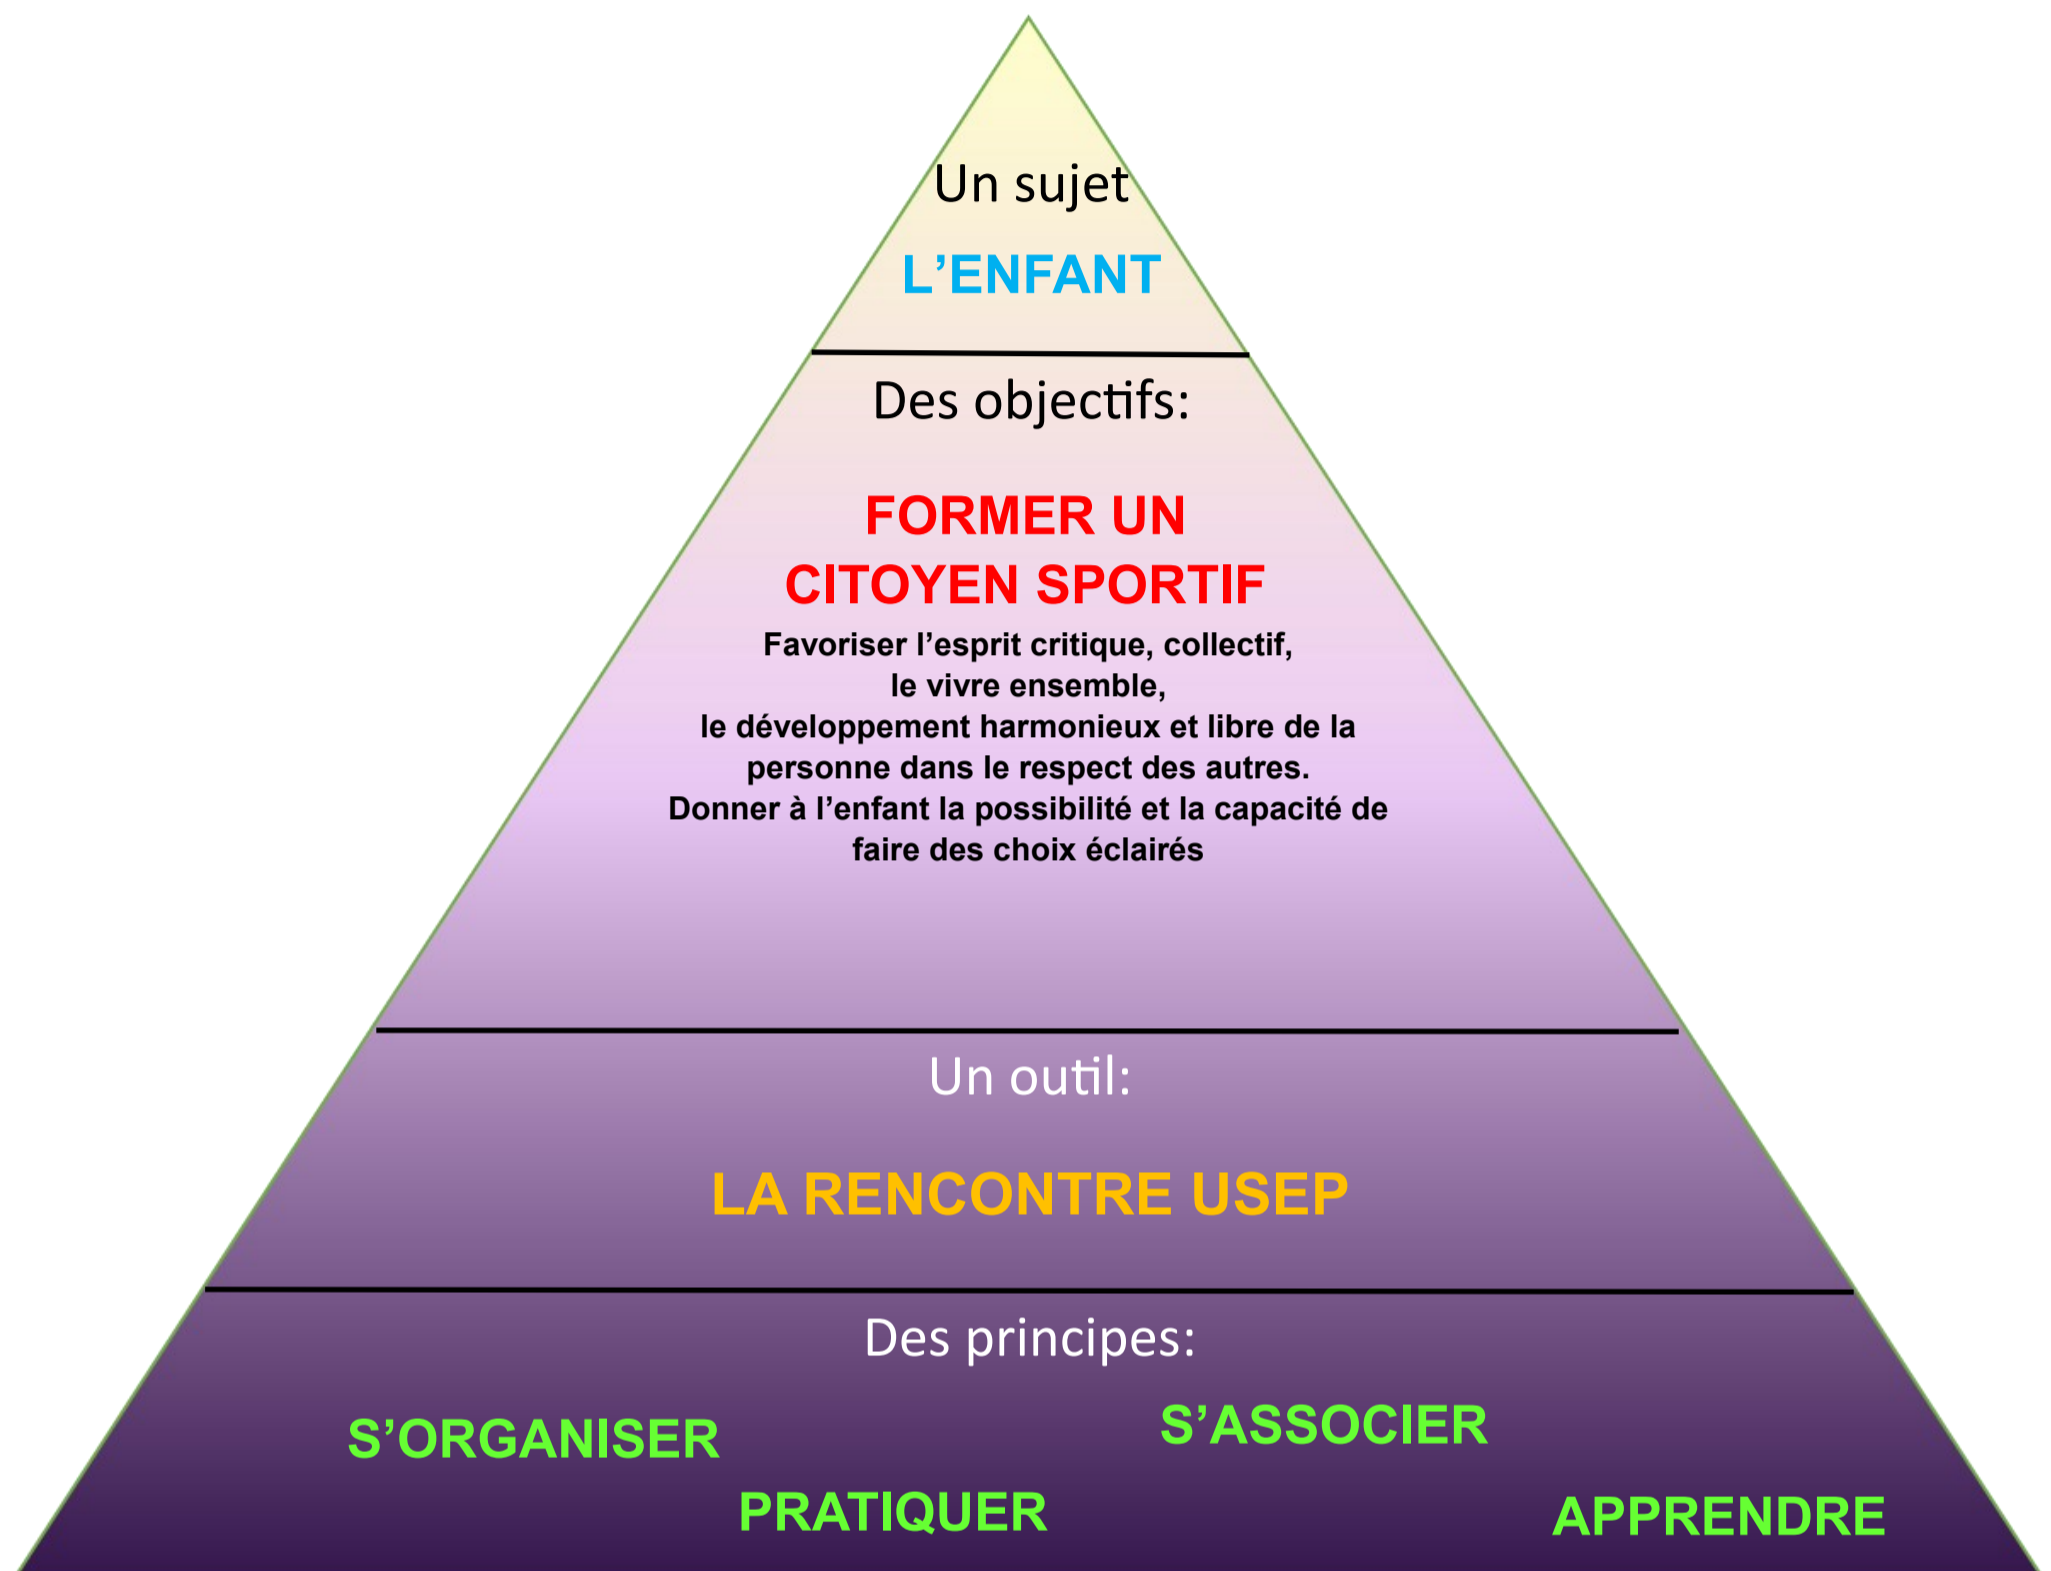 Un sujet
L’ENFANT
Des objectifs:
FORMER UN
CITOYEN SPORTIF
Favoriser l’esprit critique, collectif,
le vivre ensemble,
le développement harmonieux et libre de la
personne dans le respect des autres.
Donner à l’enfant la possibilité et la capacité de
faire des choix éclairés
Un outil:
LA RENCONTRE USEP
Des principes:
S’ORGANISER
S’ASSOCIER
PRATIQUER
APPRENDRE